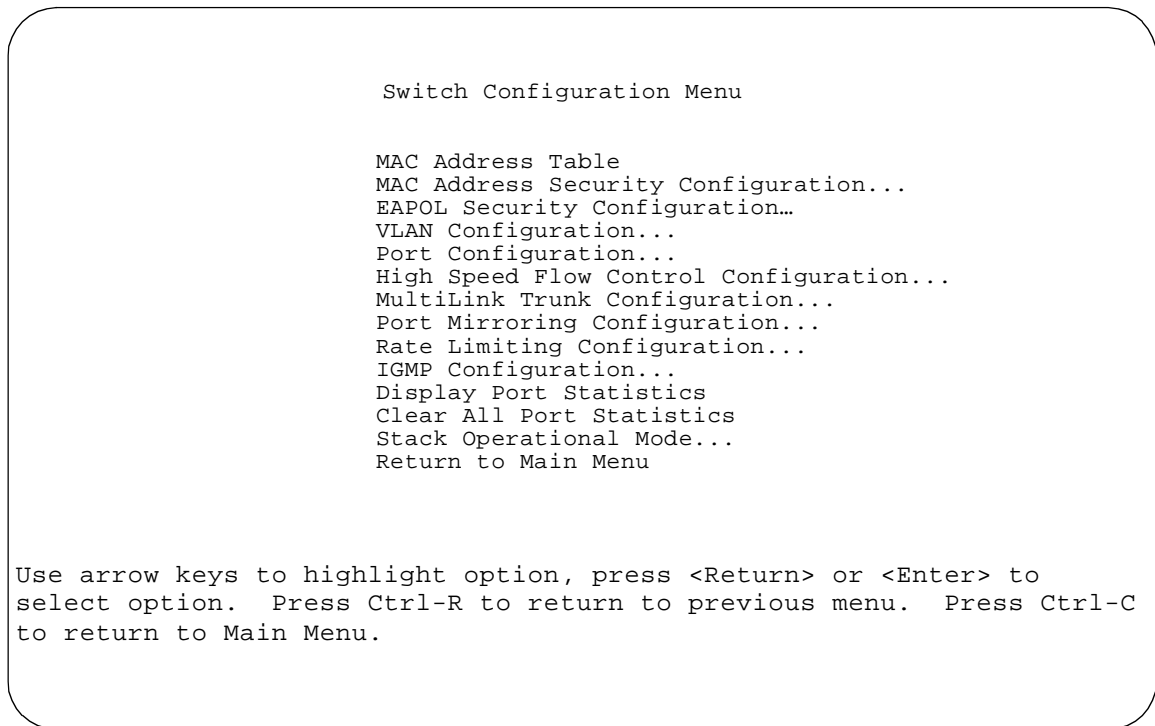 Switch Configuration Menu
MAC Address Table
MAC Address Security Configuration...
EAPOL Security Configuration…
VLAN Configuration...
Port Configuration...
High Speed Flow Control Configuration...
MultiLink Trunk Configuration...
Port Mirroring Configuration...
Rate Limiting Configuration...
IGMP Configuration...
Display Port Statistics
Clear All Port Statistics
Stack Operational Mode...
Return to Main Menu
Use arrow keys to highlight option, press <Return> or <Enter> to
select option.  Press Ctrl-R to return to previous menu.  Press Ctrl-C
to return to Main Menu.